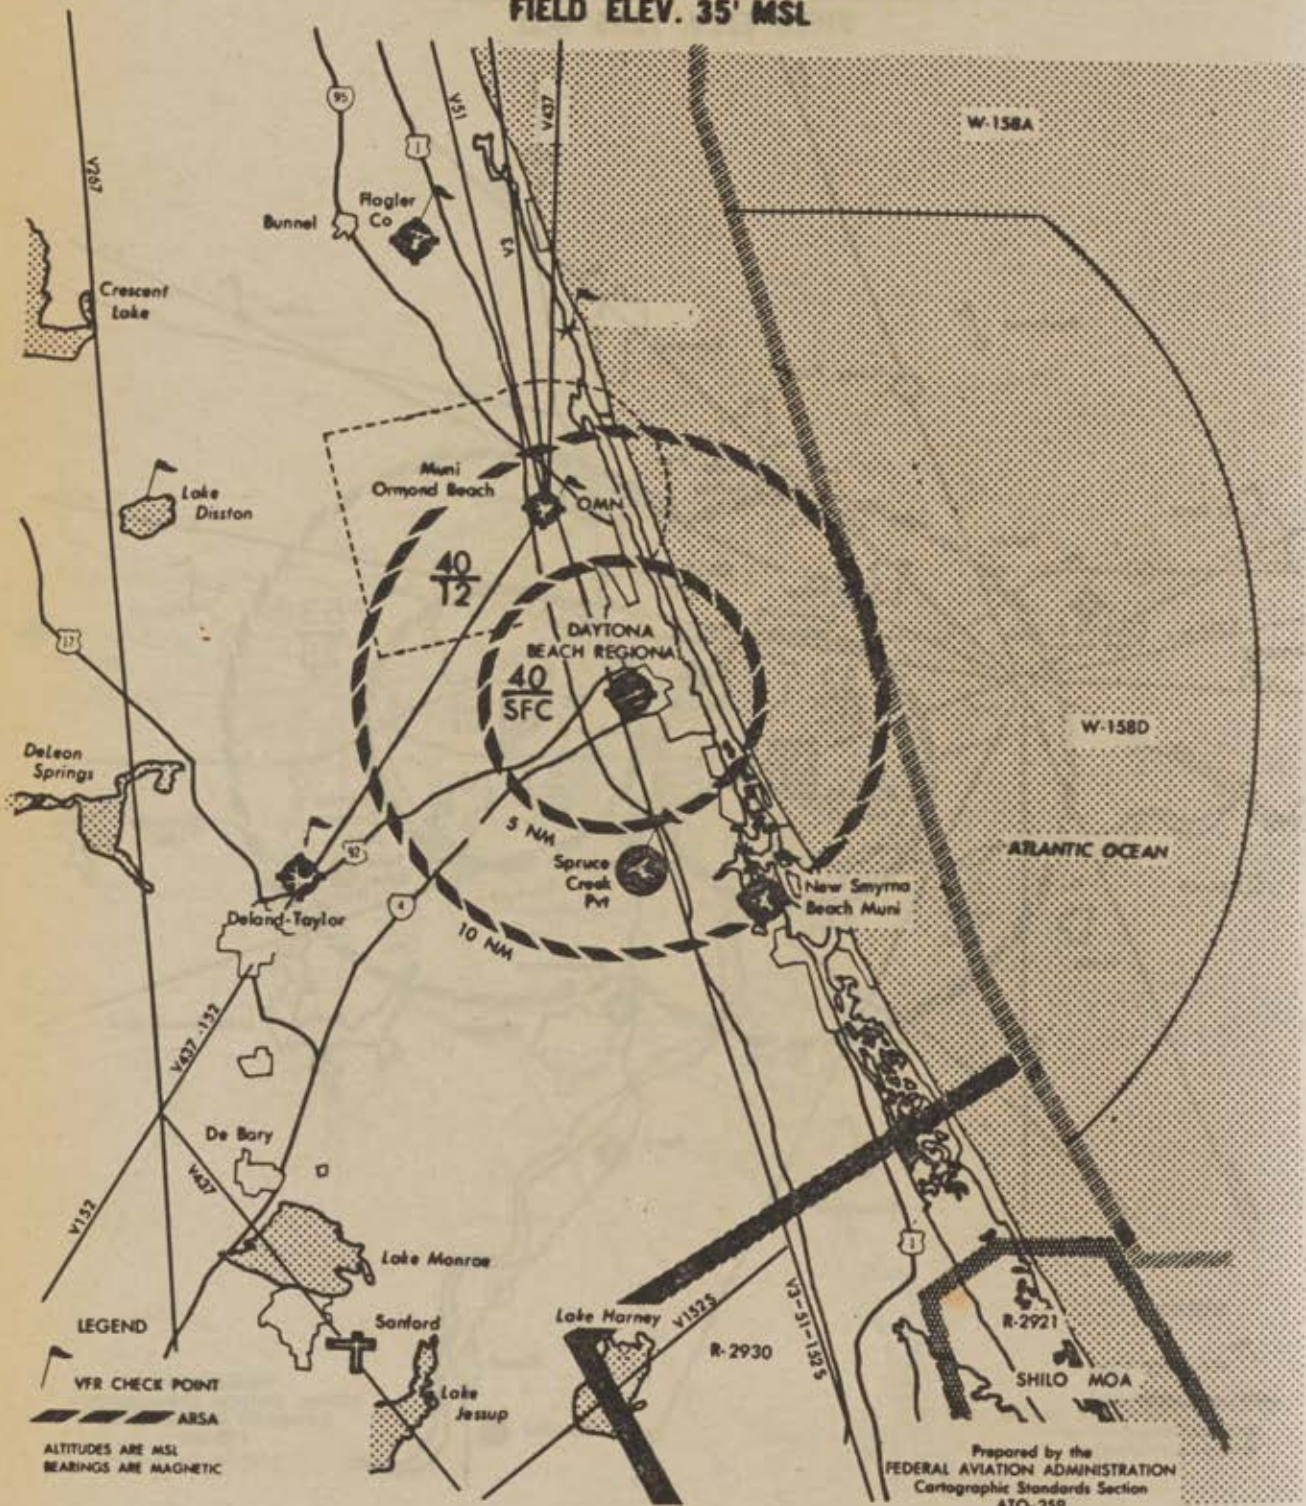 FIELD ELEV. 35' MSL
W-158A
95
V51
V437
1
V267
Flagler
Co
Bunnel
V3
Crescent
Lake
Muni
Ormond Beach
OMN
Lake
Disston
40
12
17
DAYTONA
BEACH REGIONA
40
SFC
W-158D
DeLeon
Springs
5 NM
ATLANTIC OCEAN
92
Spruce
Creek
Pvt
New Smyrna
Beach Muni
4
Deland-Taylor
10 NM
V437-152
De Bary
V437
V152
1
Lake Monroe
LEGEND
Sanford
Lake Harney
V152S
V3-51-152S
R-2921
R-2930
VFR CHECK POINT
SHILO MOA
Lake
Jessup
ARSA
ALTITUDES ARE MSL
BEARINGS ARE MAGNETIC
Prepared by the
FEDERAL AVIATION ADMINISTRATION
Cartographic Standards Section
ATO-259